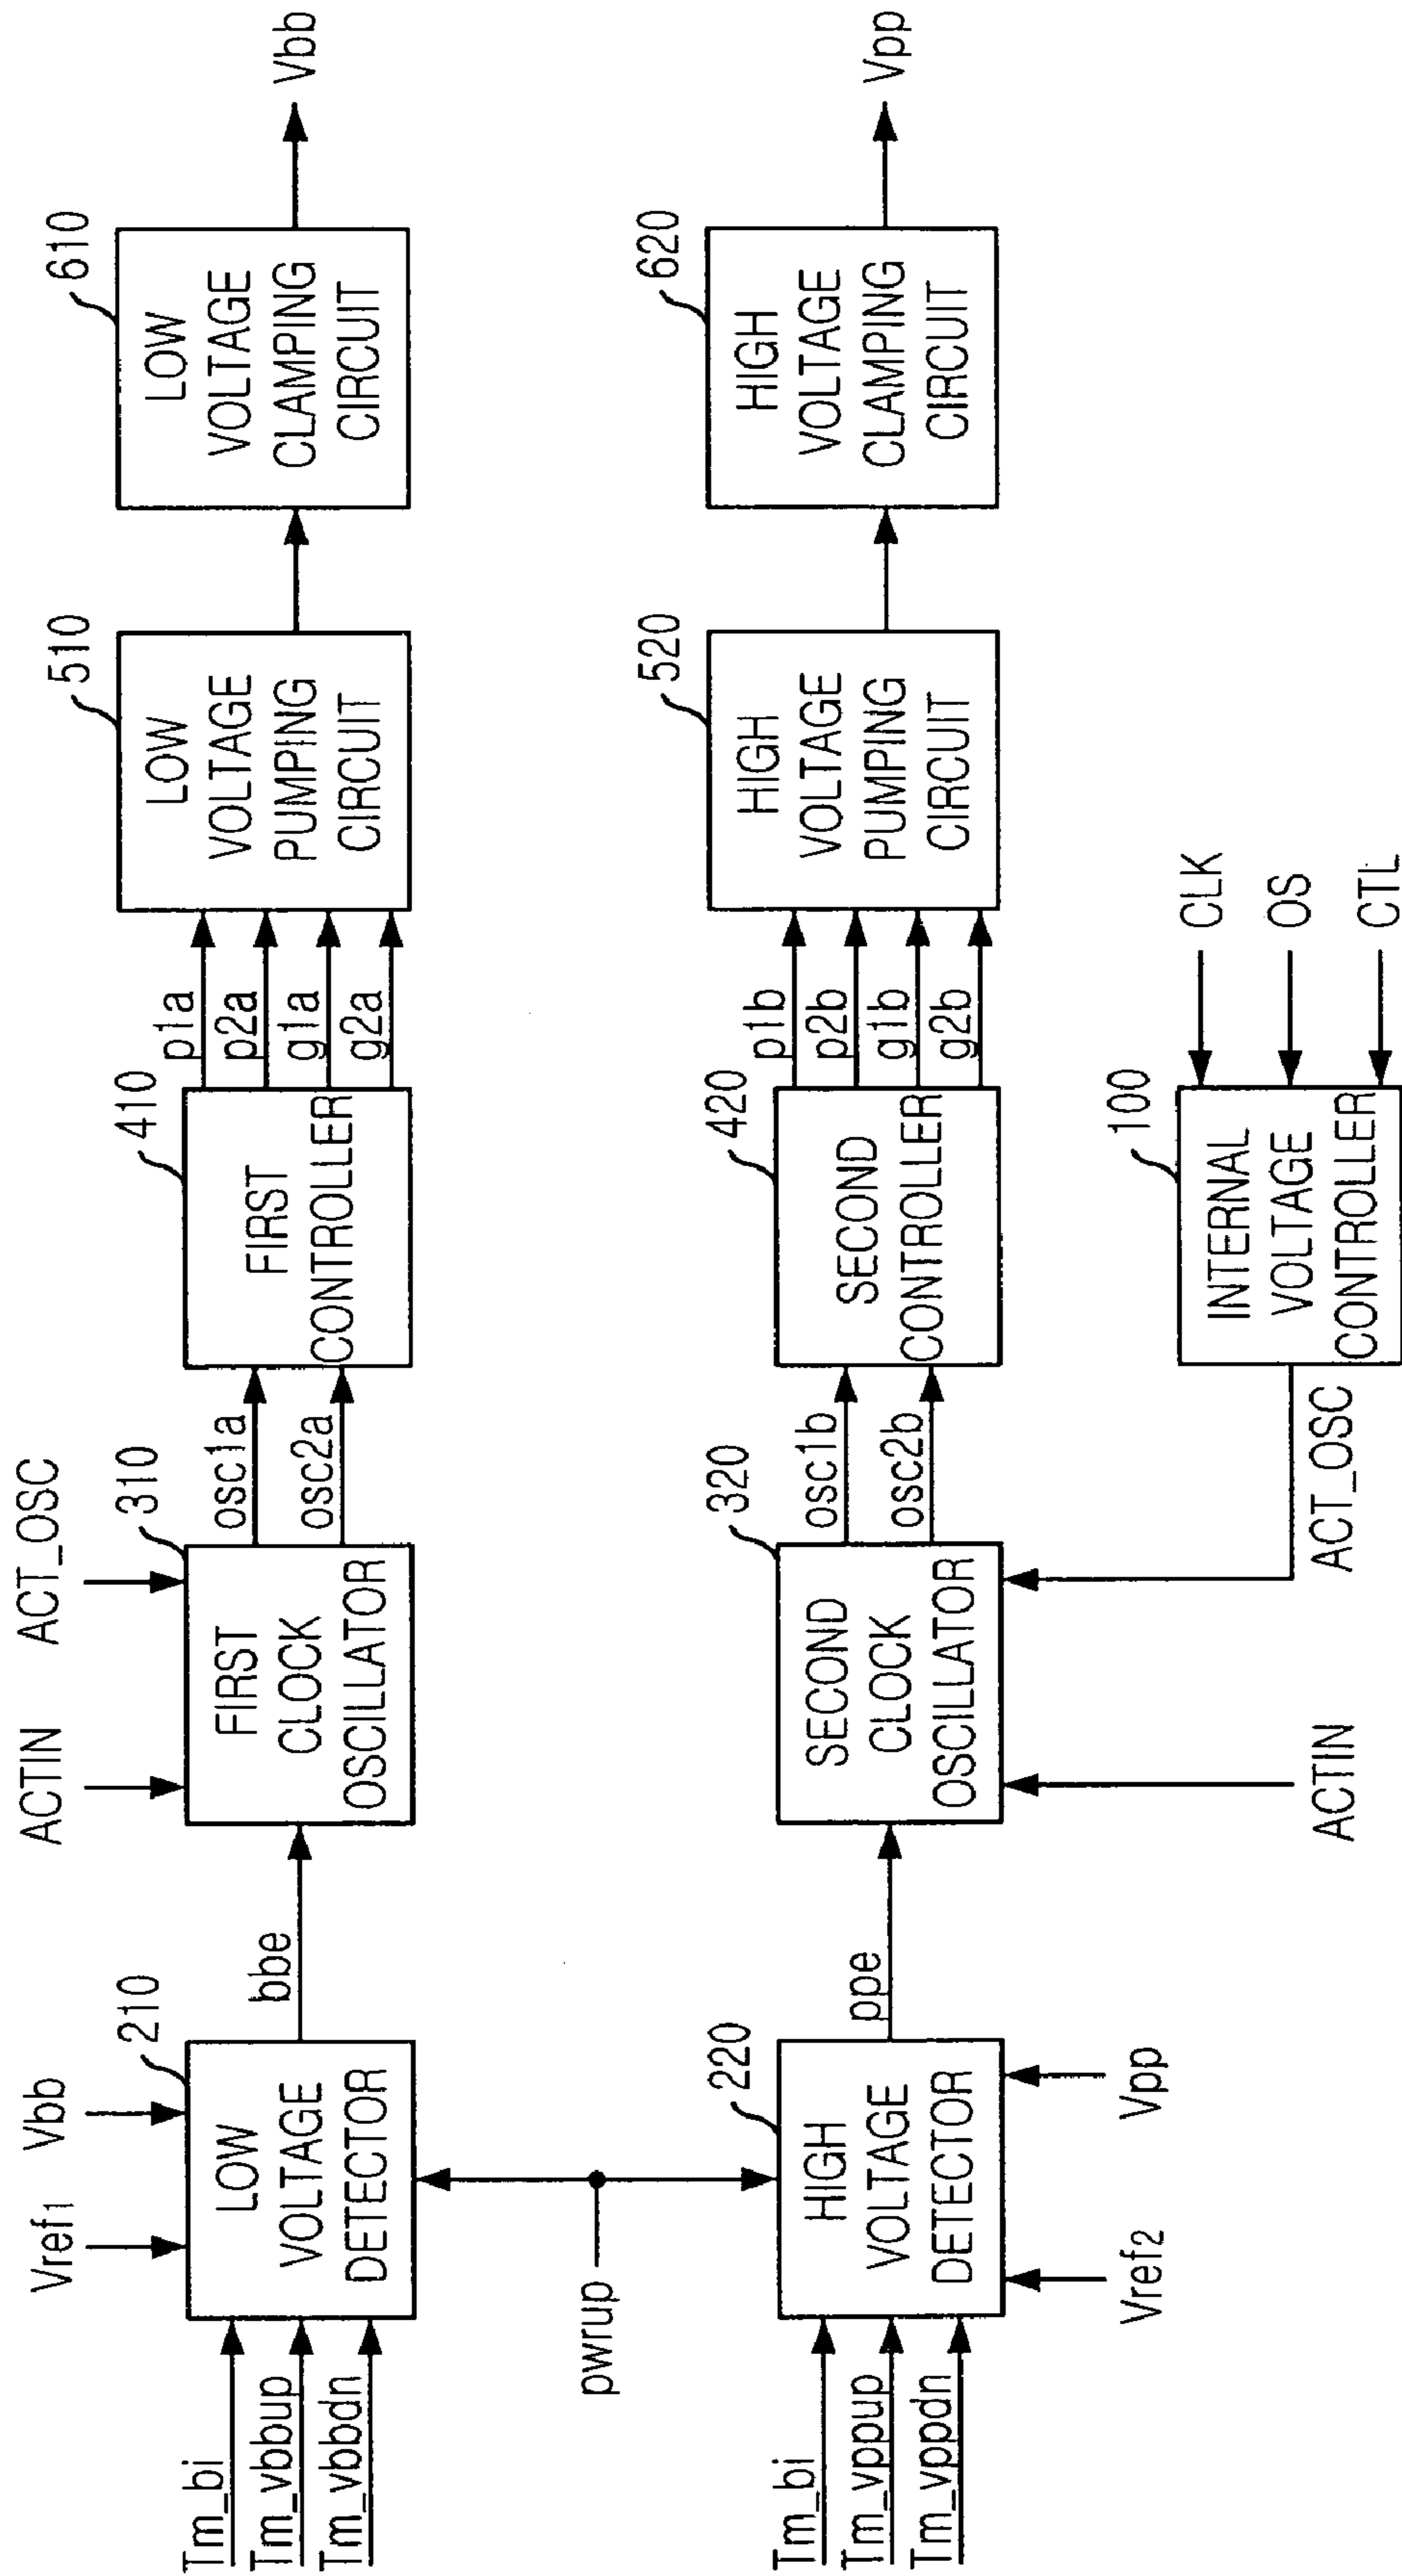 Vref1
Vbb
210
Tm_bi
Tm_vbbup
Tm_vbbdn
LOW
VOLTAGE
DETECTOR
bbe
ACTIN
ACT_OSC
310
FIRST
CLOCK
OSCILLATOR
osc1a
osc2a
410
FIRST
CONTROLLER
p1a
p2a
g1a
g2a
510
LOW
VOLTAGE
PUMPING
CIRCUIT
610
LOW
VOLTAGE
CLAMPING
CIRCUIT
Vbb
pwrup
220
Tm_bi
Tm_vppup
Tm_vppdn
HIGH
VOLTAGE
DETECTOR
Vref2
Vpp
ppe
320
SECOND
CLOCK
OSCILLATOR
ACTIN
ACT_OSC
osc1b
osc2b
420
SECOND
CONTROLLER
p1b
p2b
g1b
g2b
520
HIGH
VOLTAGE
PUMPING
CIRCUIT
620
HIGH
VOLTAGE
CLAMPING
CIRCUIT
Vpp
100
INTERNAL
VOLTAGE
CONTROLLER
CLK
OS
CTL